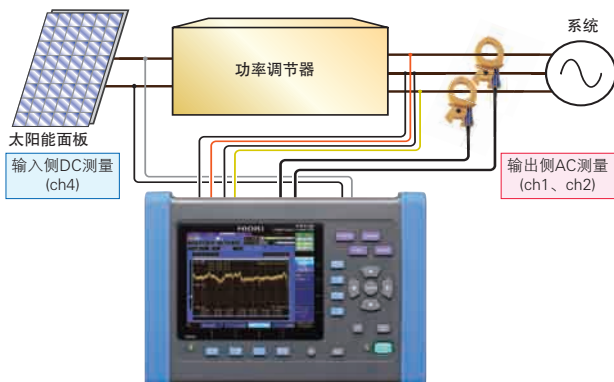 系统
功率调节器
太阳能面板
输入侧DC测量
(ch4)
输出侧AC测量
(ch1、ch2)
HIOKI